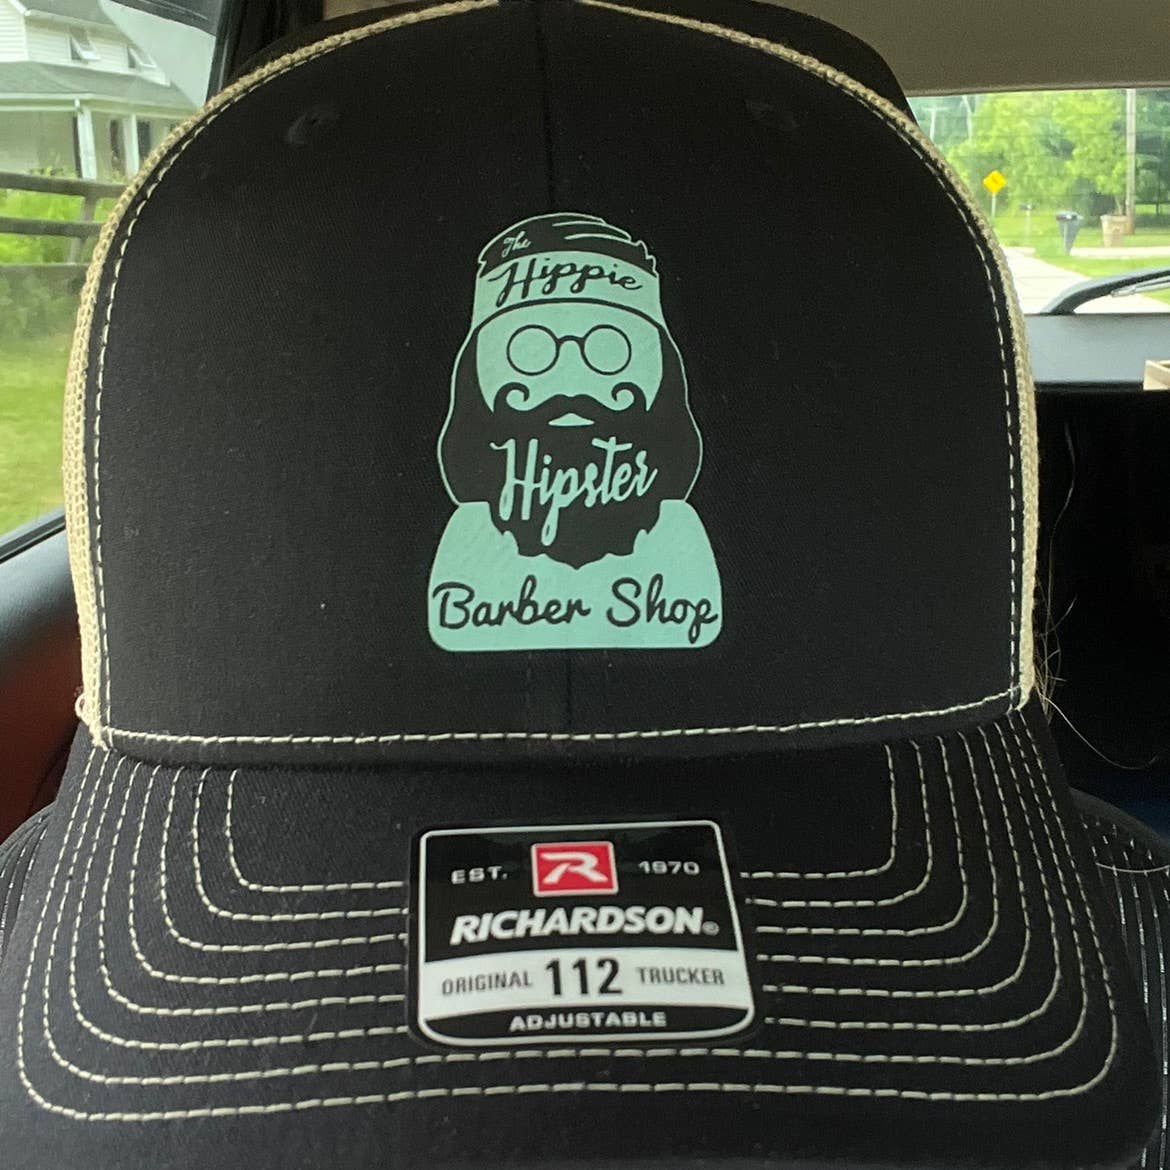 The
Hippie
Hipster
Barber Shop
EST. R 1970
RICHARDSON®
ORIGINAL 112 TRUCKER
ADJUSTABLE